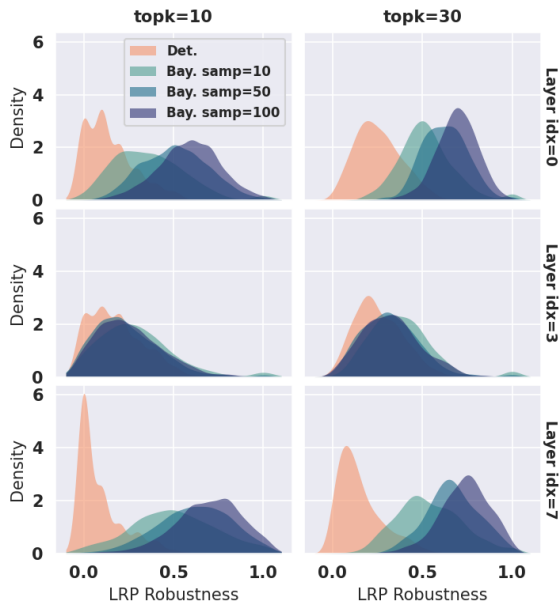 topk=10
topk=30
6
4
2
0
Density
Det.
Bay. samp=10
Bay. samp=50
Bay. samp=100
Layer idx=0
6
4
2
0
Density
Layer idx=3
6
4
2
0
Density
Layer idx=7
0.0 0.5 1.0
0.0 0.5 1.0
LRP Robustness
LRP Robustness